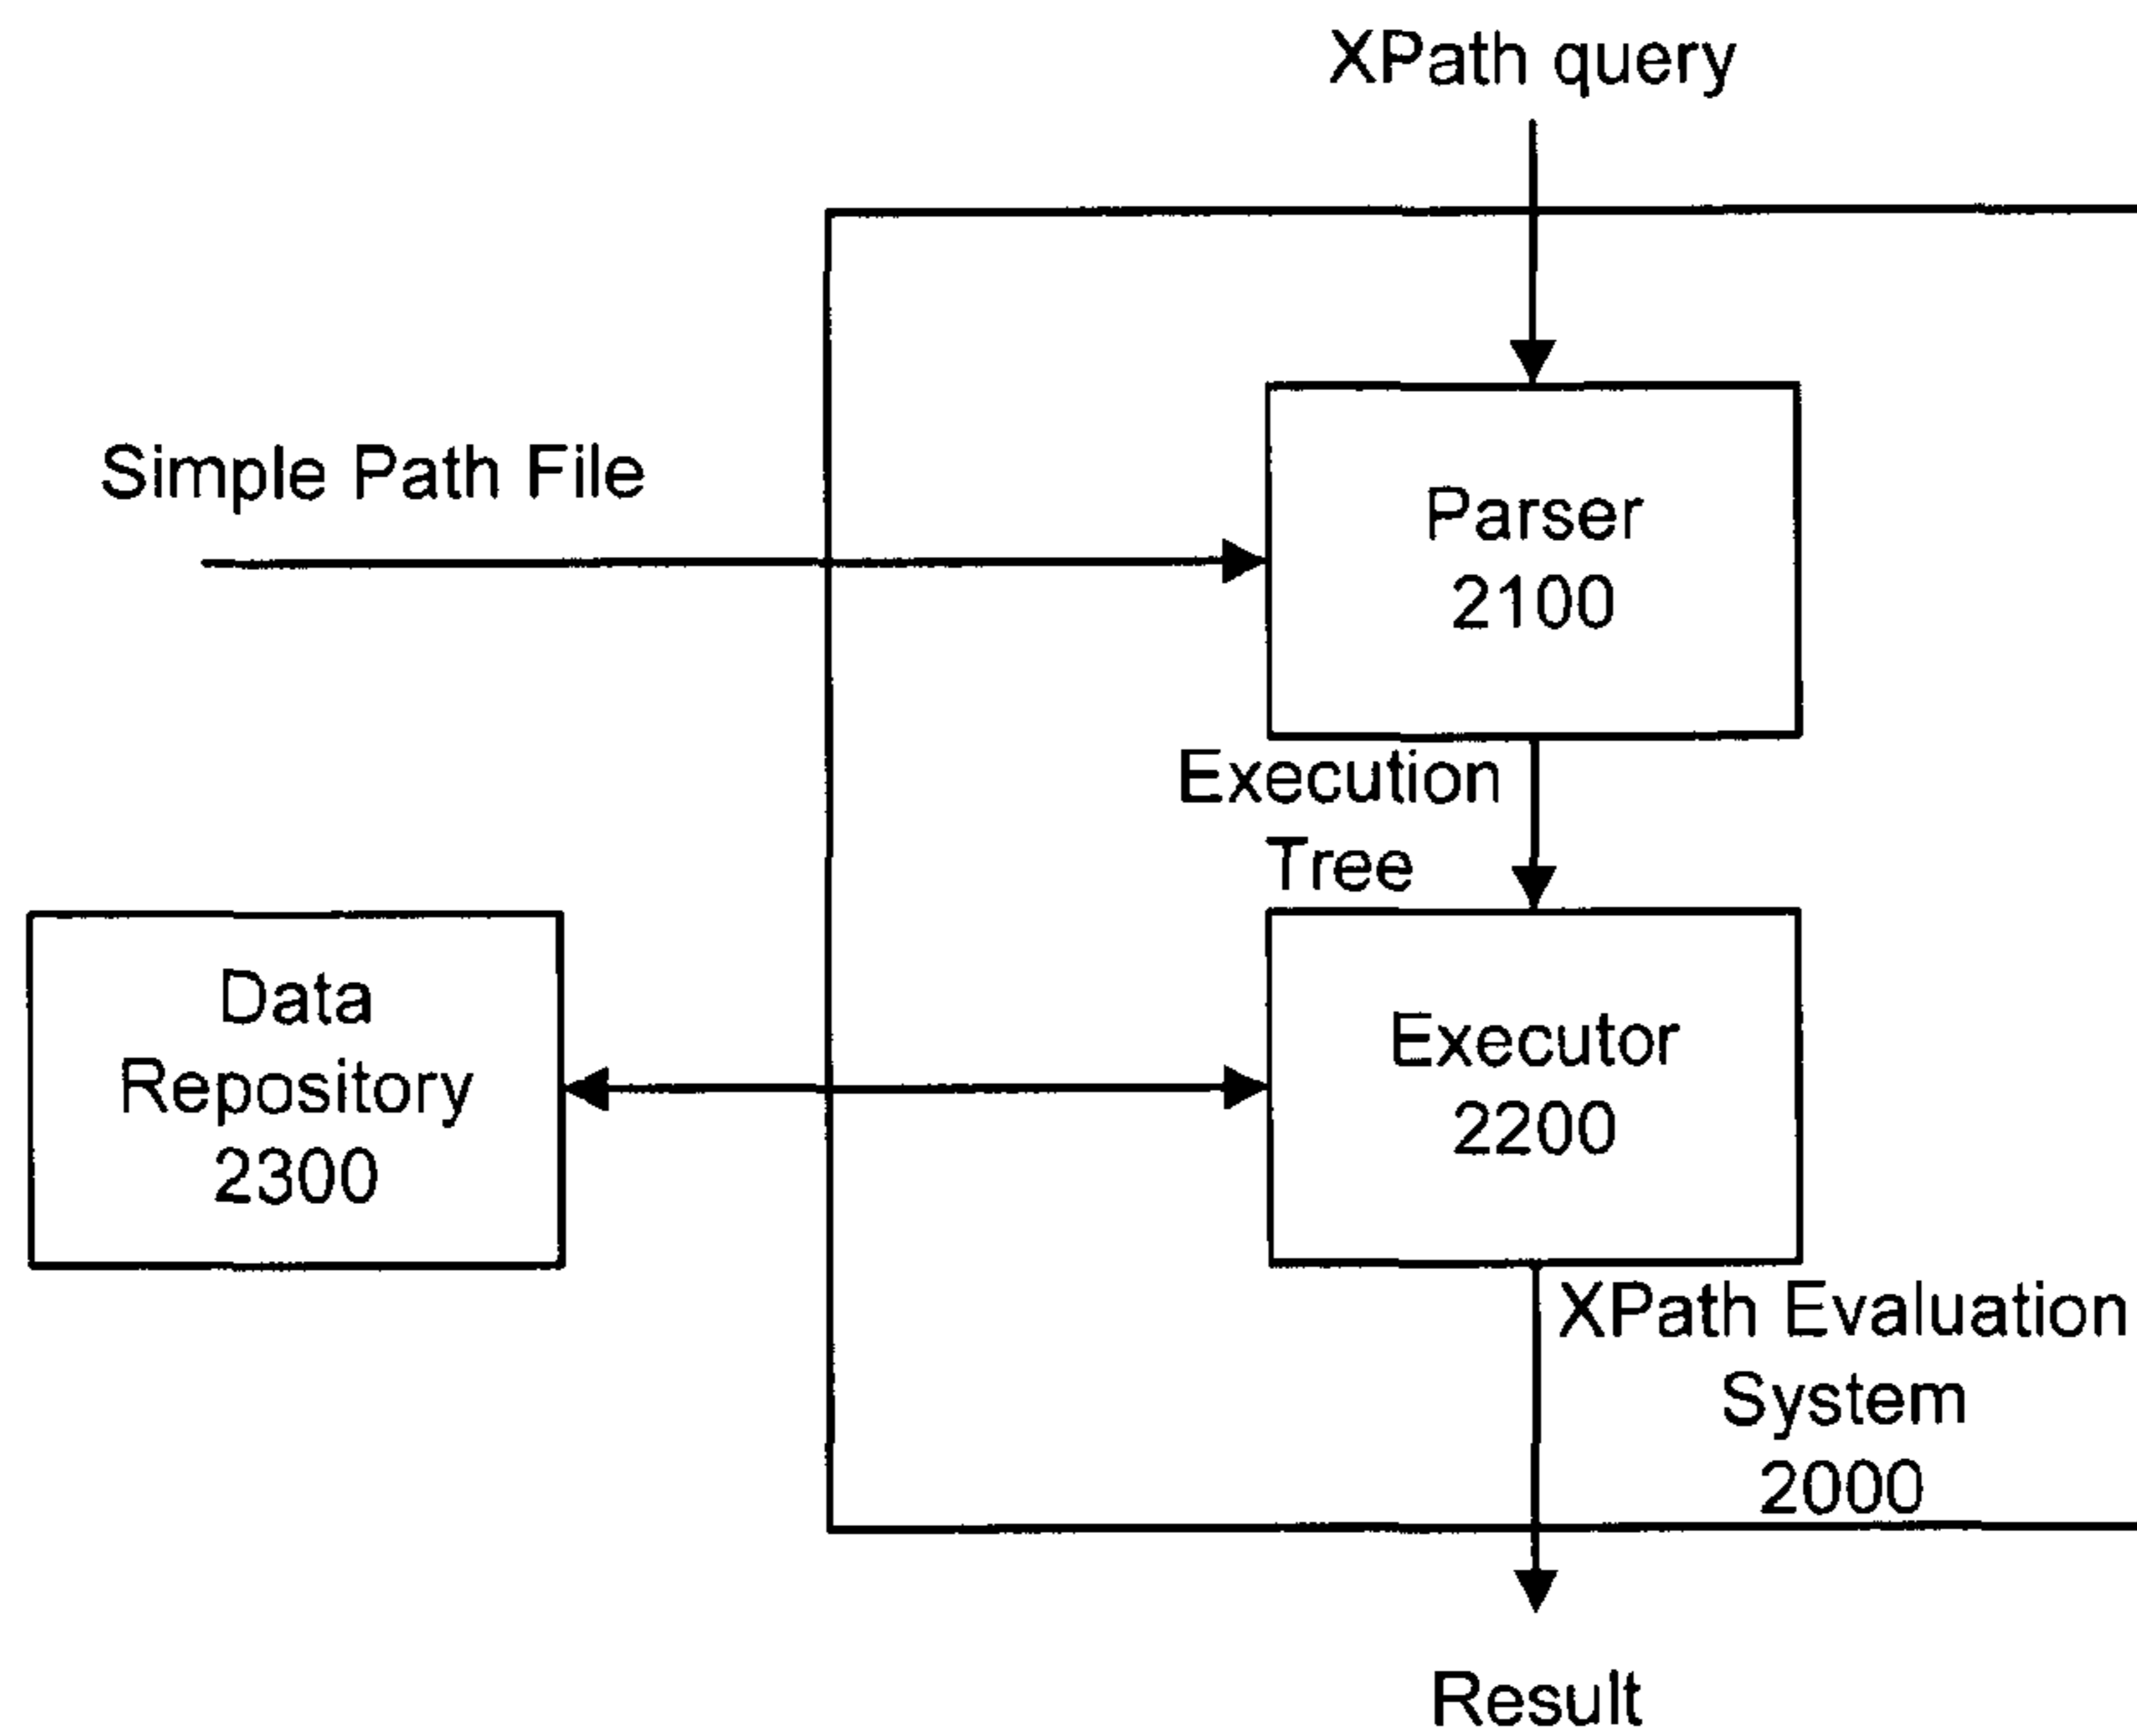 XPath query
Simple Path File
Parser
2100
Execution
Tree
Data
Repository
2300
Executor
2200
XPath Evaluation
System
2000
Result